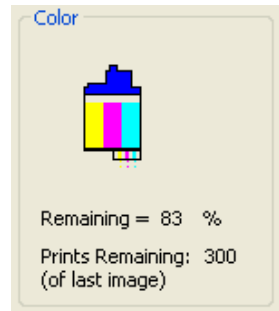 Color
Remaining = 83 %
Prints Remaining: 300
(of last image)